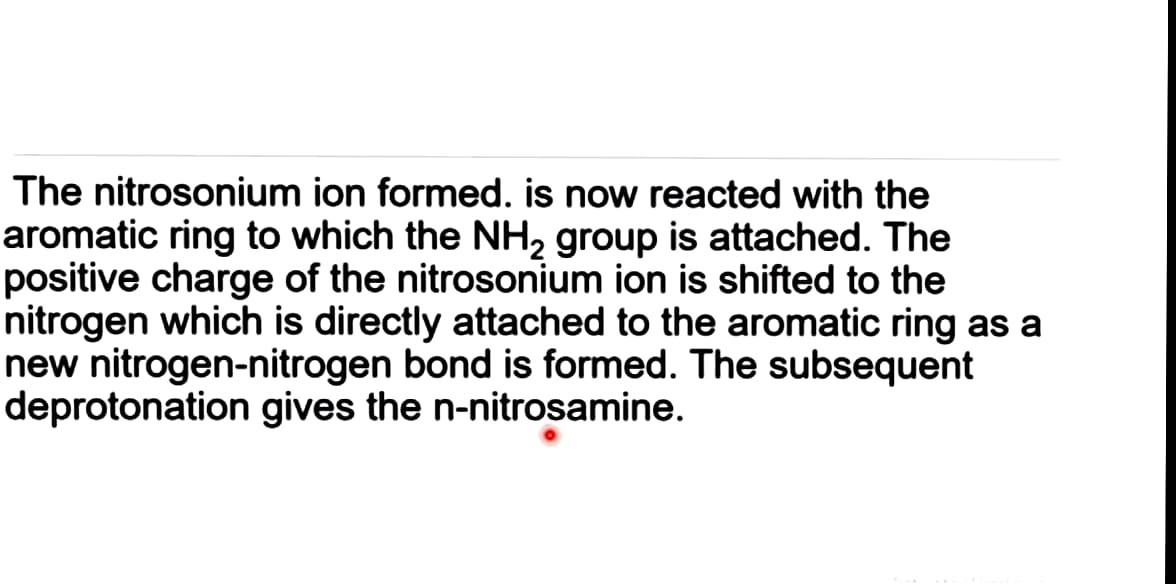 The nitrosonium ion formed. is now reacted with the
aromatic ring to which the NH₂ group is attached. The
positive charge of the nitrosonium ion is shifted to the
nitrogen which is directly attached to the aromatic ring as a
new nitrogen-nitrogen bond is formed. The subsequent
deprotonation gives the n-nitrosamine.